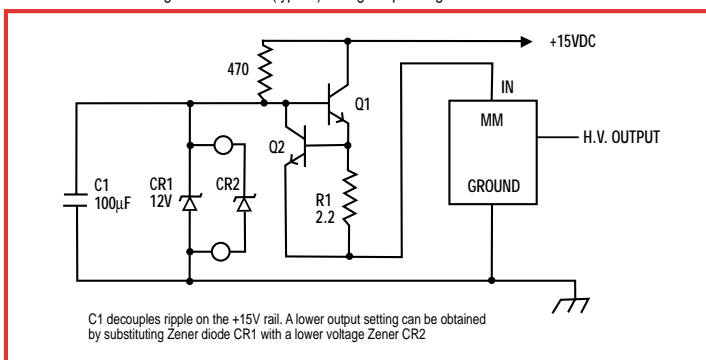 +15VDC
470
IN
Q1
MM
Q2
H.V. OUTPUT
C1
100µF
CR1
12V
CR2
R1
2.2
GROUND
C1 decouples ripple on the +15V rail. A lower output setting can be obtained
by substituting Zener diode CR1 with a lower voltage Zener CR2